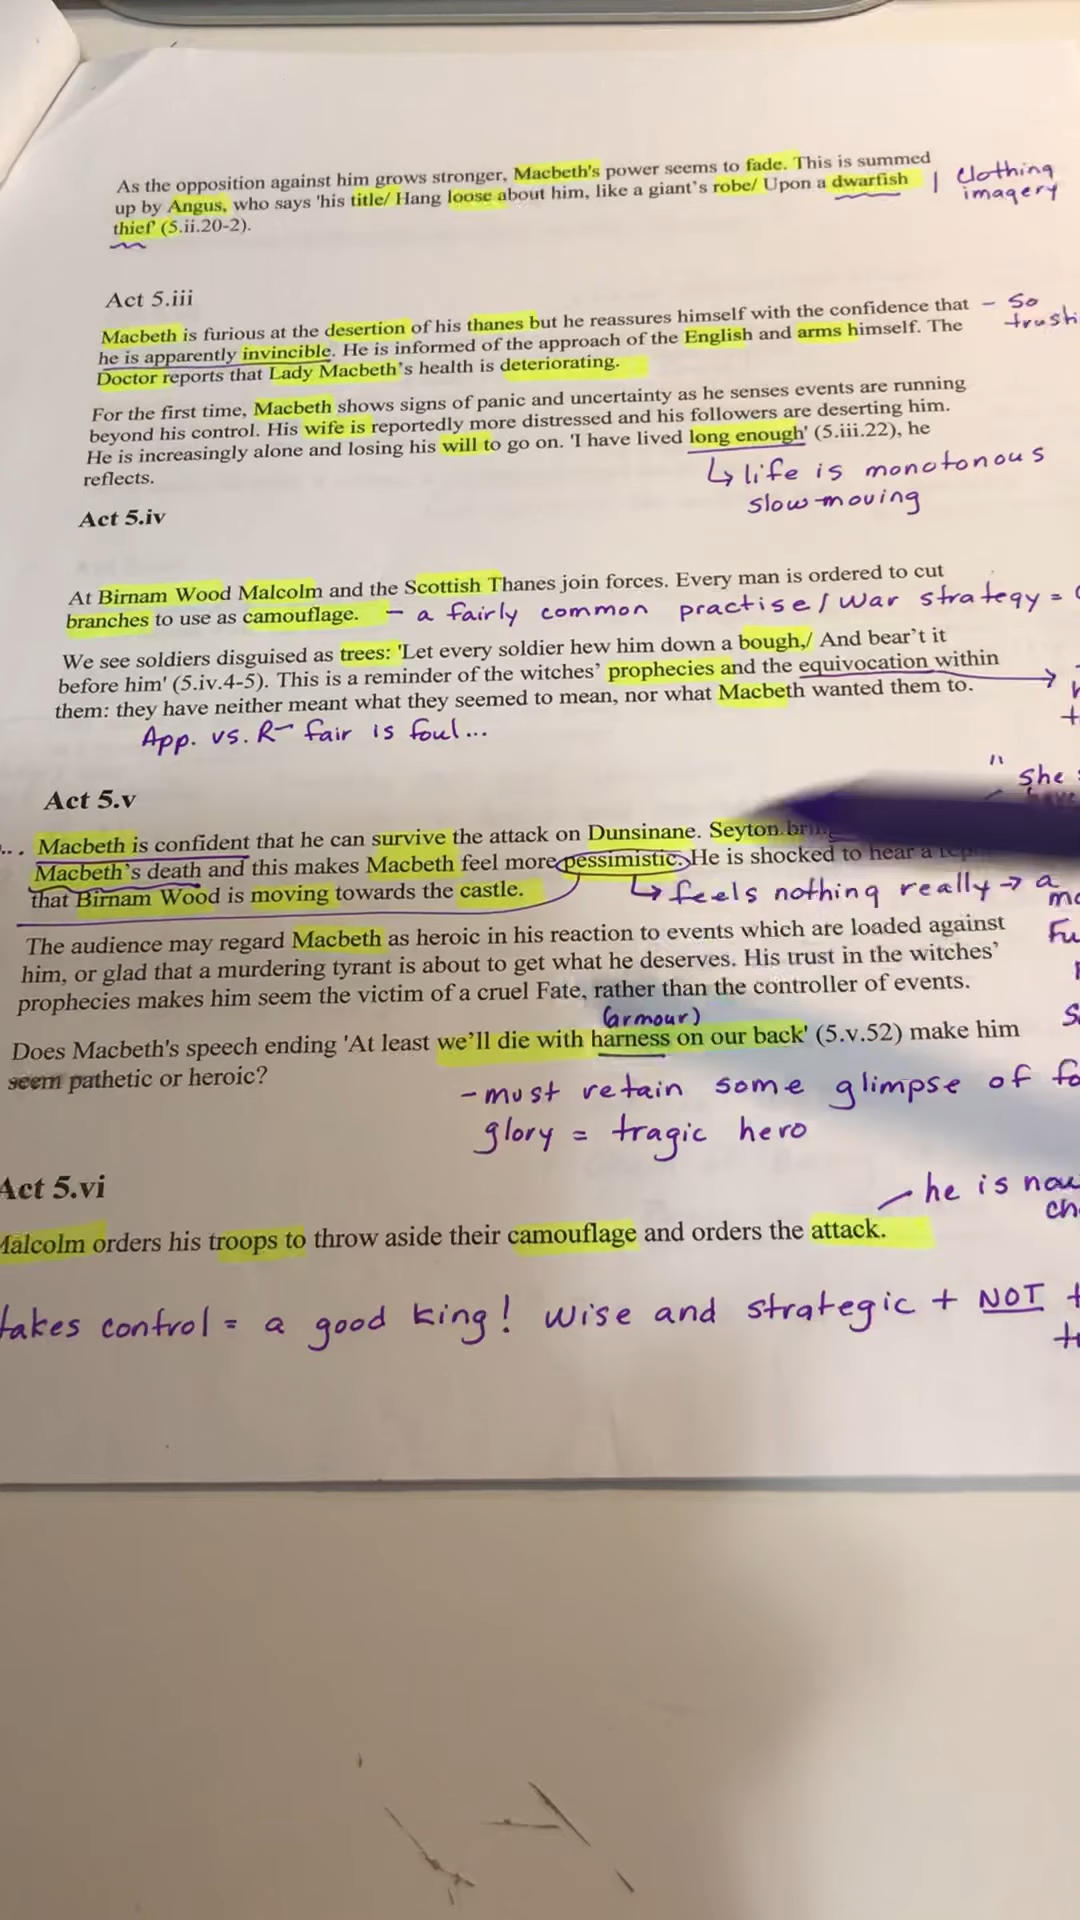 As the opposition against him grows stronger, Macbeth's power seems to fade. This is summed
up by Angus, who says 'his title/ Hang loose about him, like a giant's robe/ Upon a dwarfish
thief' (5.ii.20-2).
clothing
imagery
Act 5.iii
Macbeth is furious at the desertion of his thanes but he reassures himself with the confidence that
he is apparently invincible. He is informed of the approach of the English and arms himself. The
Doctor reports that Lady Macbeth's health is deteriorating.
- so
trusti
For the first time, Macbeth shows signs of panic and uncertainty as he senses events are running
beyond his control. His wife is reportedly more distressed and his followers are deserting him.
He is increasingly alone and losing his will to go on. 'I have lived long enough' (5.iii.22), he
reflects.
↳ life is monotonous
slow-moving
Act 5.iv
At Birnam Wood Malcolm and the Scottish Thanes join forces. Every man is ordered to cut
branches to use as camouflage. - a fairly common practise / war strategy =
We see soldiers disguised as trees: 'Let every soldier hew him down a bough,/ And bear't it
before him' (5.iv.4-5). This is a reminder of the witches' prophecies and the equivocation within →
them: they have neither meant what they seemed to mean, nor what Macbeth wanted them to.
App. vs. R- fair is foul...
" she
Act 5.v
... Macbeth is confident that he can survive the attack on Dunsinane. Seyton
Macbeth's death and this makes Macbeth feel more pessimistic. He is shocked to hear a
that Birnam Wood is moving towards the castle.
↳ feels nothing really → a
The audience may regard Macbeth as heroic in his reaction to events which are loaded against
him, or glad that a murdering tyrant is about to get what he deserves. His trust in the witches'
prophecies makes him seem the victim of a cruel Fate, rather than the controller of events.
(armour)
Does Macbeth's speech ending 'At least we'll die with harness on our back' (5.v.52) make him
seem pathetic or heroic?
- must retain some glimpse of fo
glory = tragic hero
Act 5.vi
he is now
Malcolm orders his troops to throw aside their camouflage and orders the attack.
takes control = a good king! wise and strategic + NOT